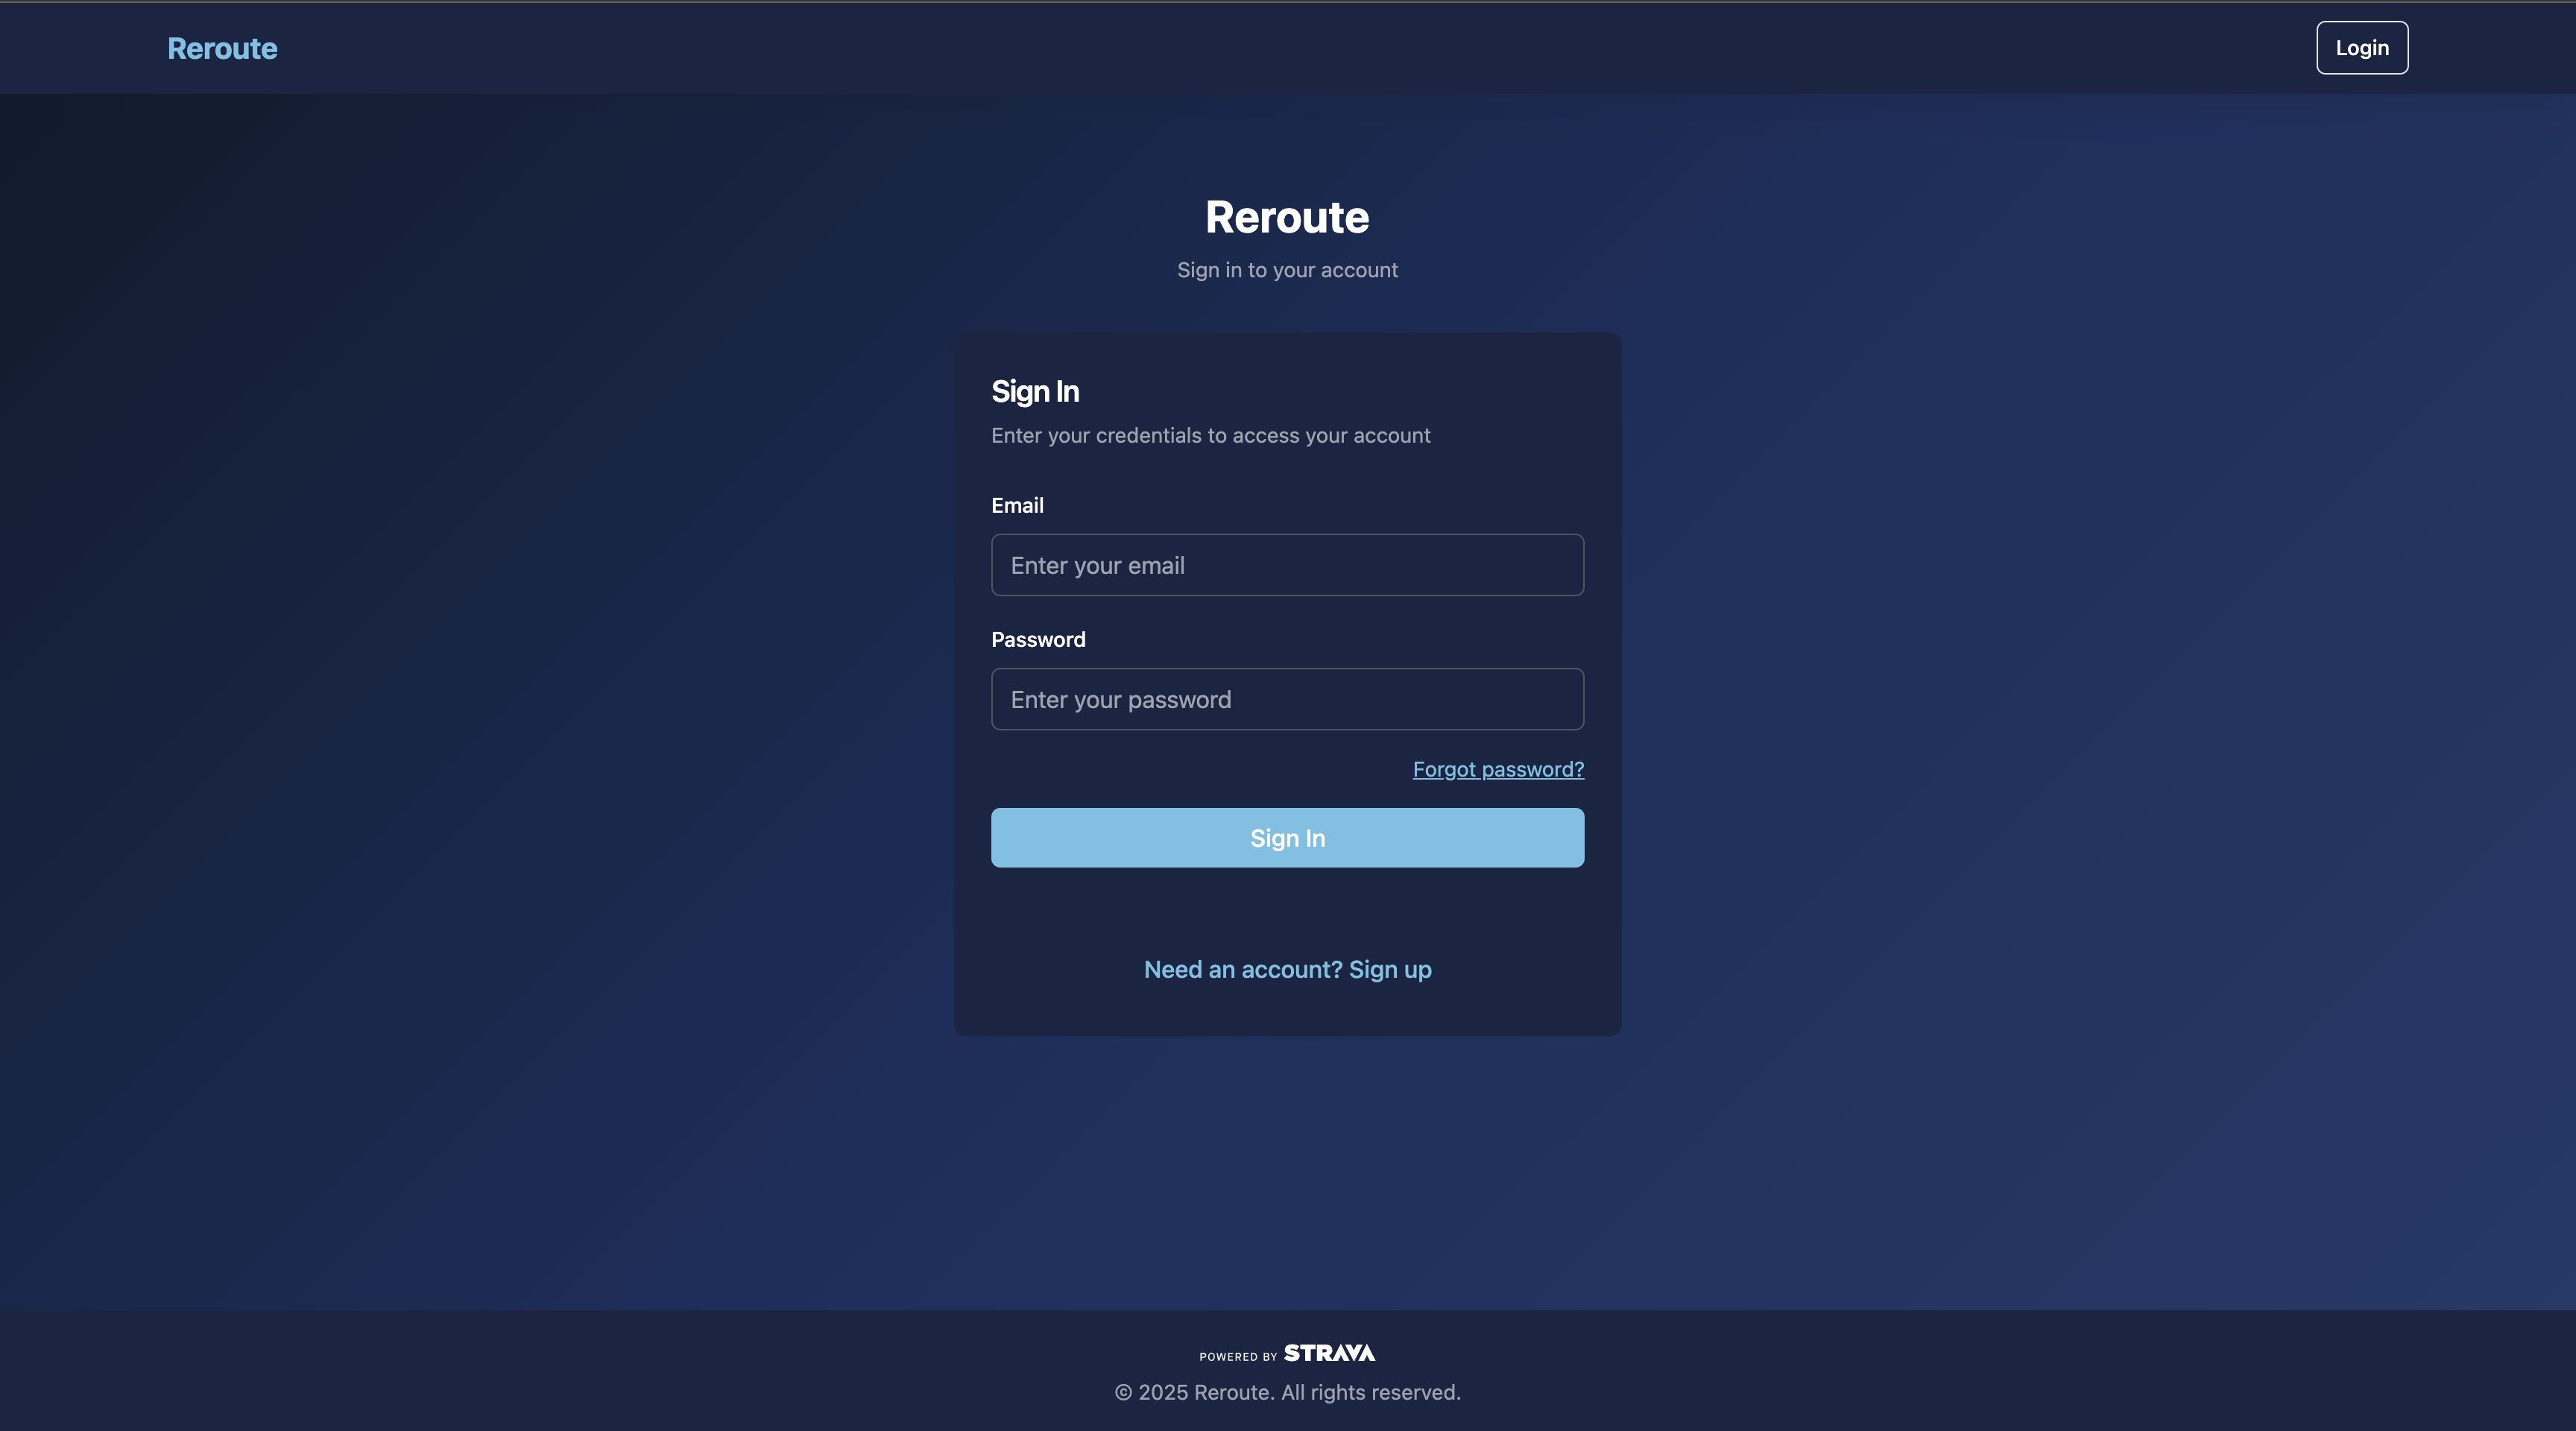 Reroute
Login
Reroute
Sign in to your account
Sign In
Enter your credentials to access your account
Email
Enter your email
Password
Enter your password
Forgot password?
Sign In
Need an account? Sign up
POWERED BY STRAVA
© 2025 Reroute. All rights reserved.